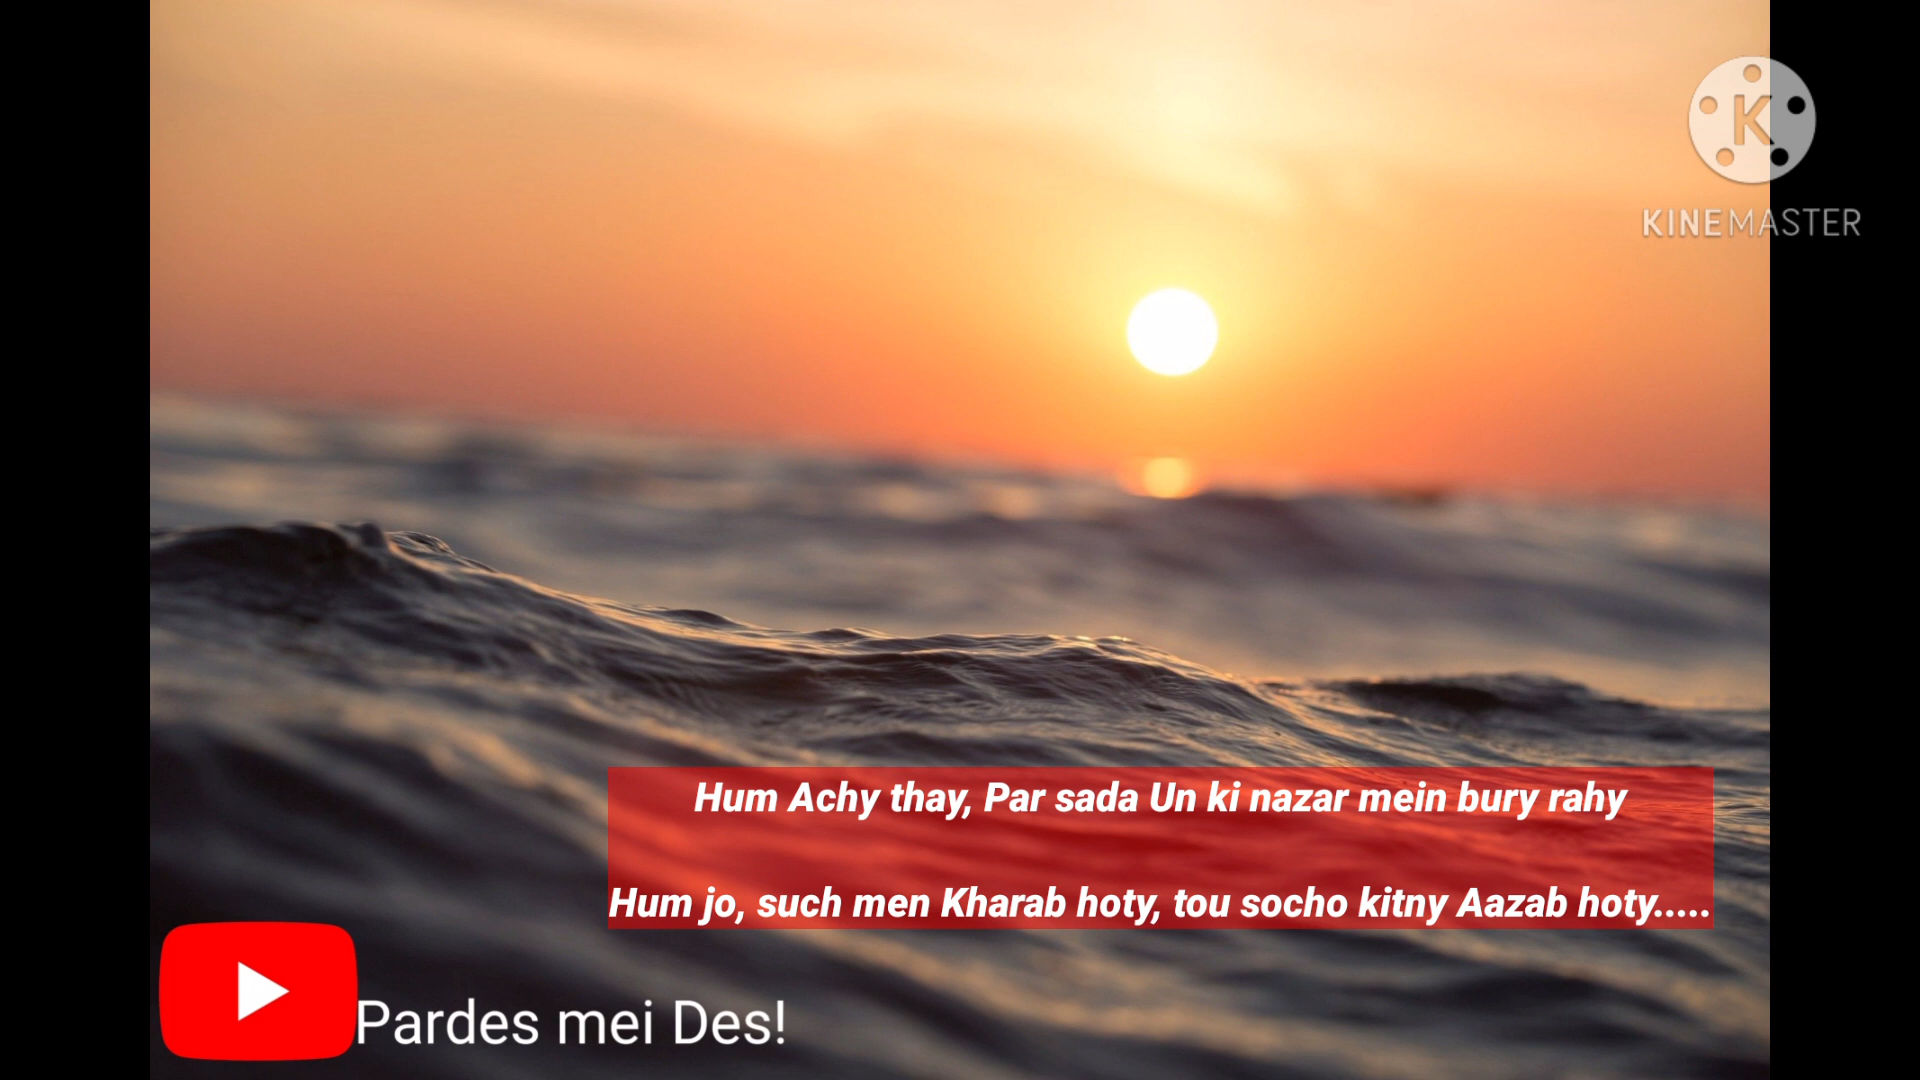 K
KINEMASTER
Hum Achy thay, Par sada Un ki nazar mein bury rahy
Hum jo, such men Kharab hoty, tou socho kitny Aazab hoty.....
Pardes mei Des!